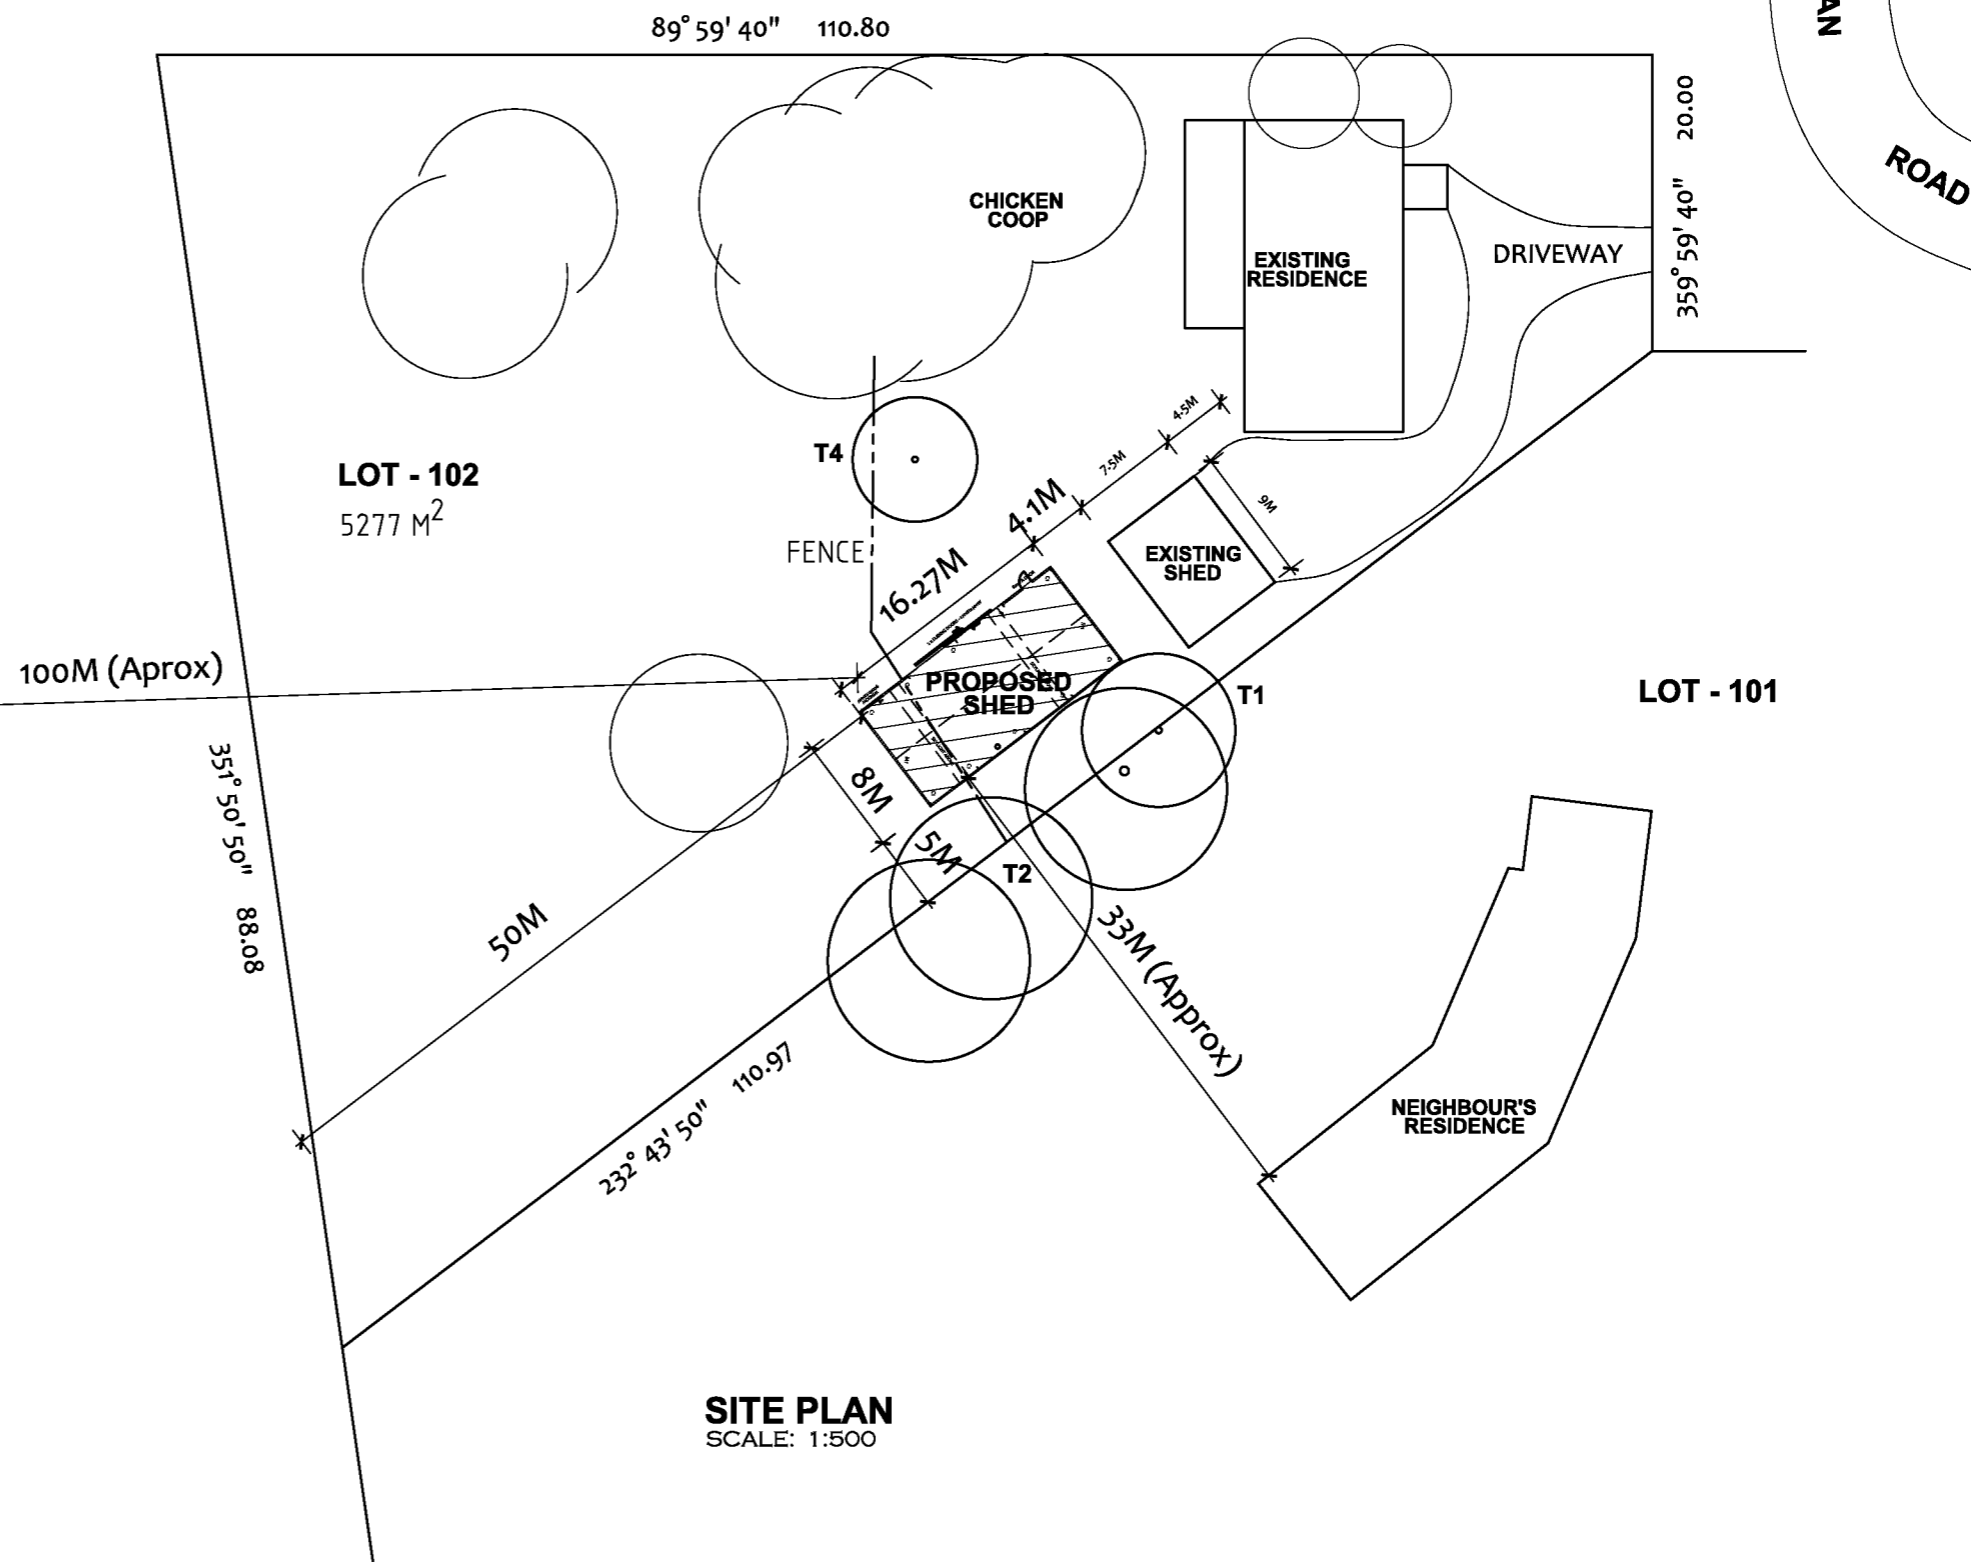 89° 59' 40" 110.80
AN
ROAD
20.00
359° 59' 40"
CHICKEN
COOP
EXISTING
RESIDENCE
DRIVEWAY
4.5M
T4
LOT - 102
5277 M2
7.5M
4.1M
9M
FENCE
EXISTING
SHED
16.27M
100M (Aprox)
PROPOSED
SHED
T1
LOT - 101
351° 50' 50" 88.08
8M
5M
T2
50M
33M (Approx)
232° 43' 50" 110.97
NEIGHBOUR'S
RESIDENCE
SITE PLAN
SCALE: 1:500